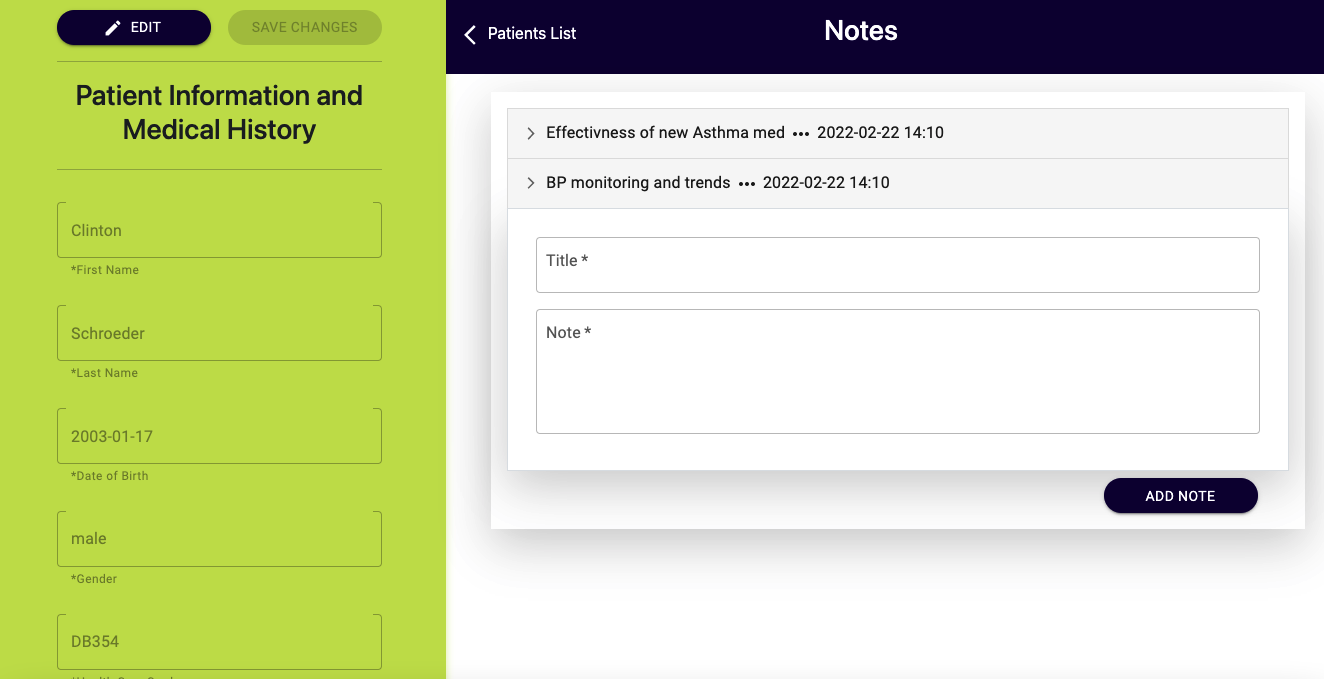 EDIT
SAVE CHANGES
Patient Information and
Medical History
Clinton
*First Name
Schroeder
*Last Name
2003-01-17
*Date of Birth
male
*Gender
DB354
Patients List
Notes
Effectivness of new Asthma med ••• 2022-02-22 14:10
BP monitoring and trends ••• 2022-02-22 14:10
Title *
Note *
ADD NOTE